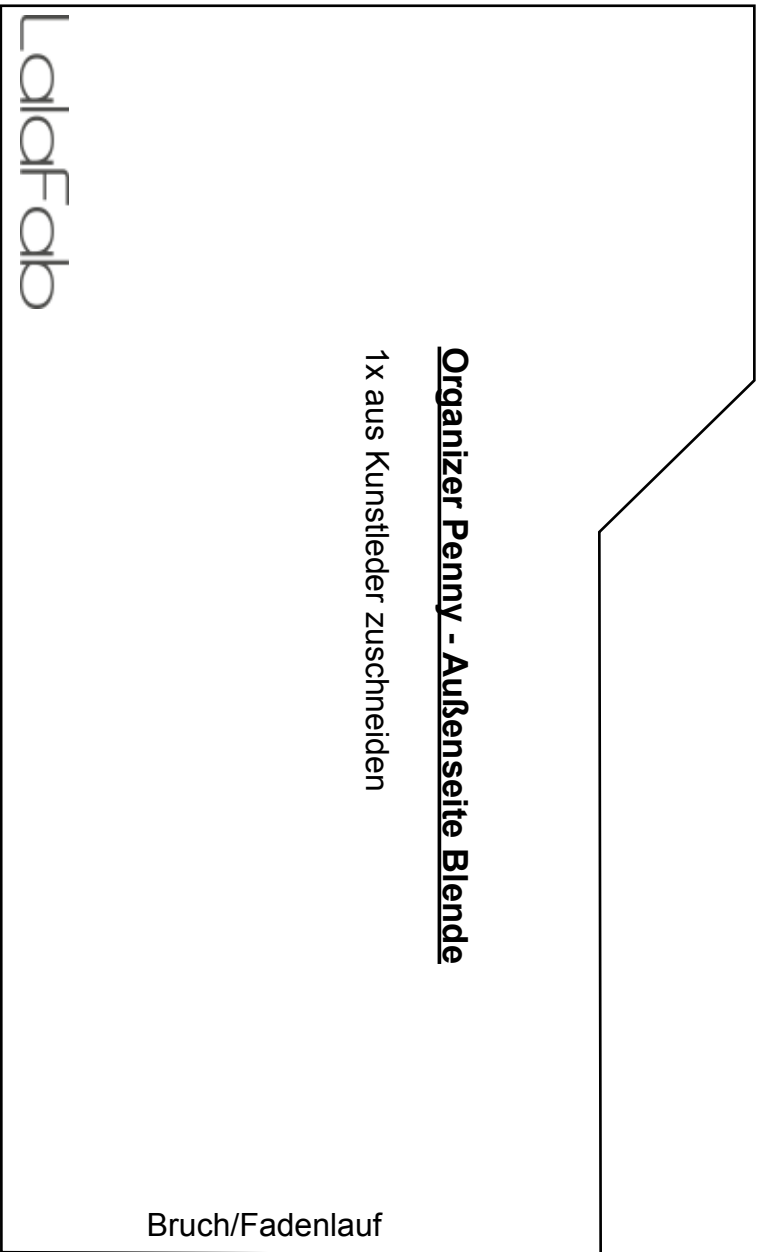 Organizer Penny - Außenseite Blende
1x aus Kunstleder zuschneiden
LalaFab
Bruch/Fadenlauf